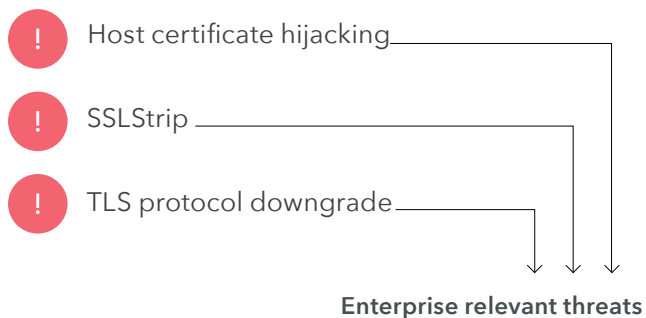 ! Host certificate hijacking
! SSLStrip
! TLS protocol downgrade
Enterprise relevant threats